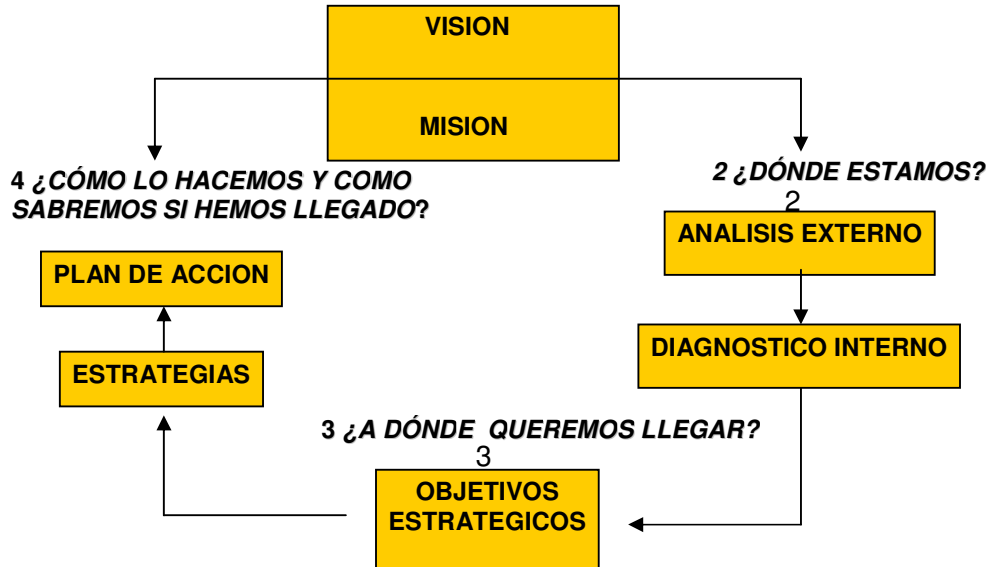 VISION
MISION
4 ¿CÓMO LO HACEMOS Y COMO
SABREMOS SI HEMOS LLEGADO?
2 ¿DÓNDE ESTAMOS?
2
ANALISIS EXTERNO
PLAN DE ACCION
DIAGNOSTICO INTERNO
ESTRATEGIAS
3 ¿A DÓNDE QUEREMOS LLEGAR?
3
OBJETIVOS
ESTRATEGICOS